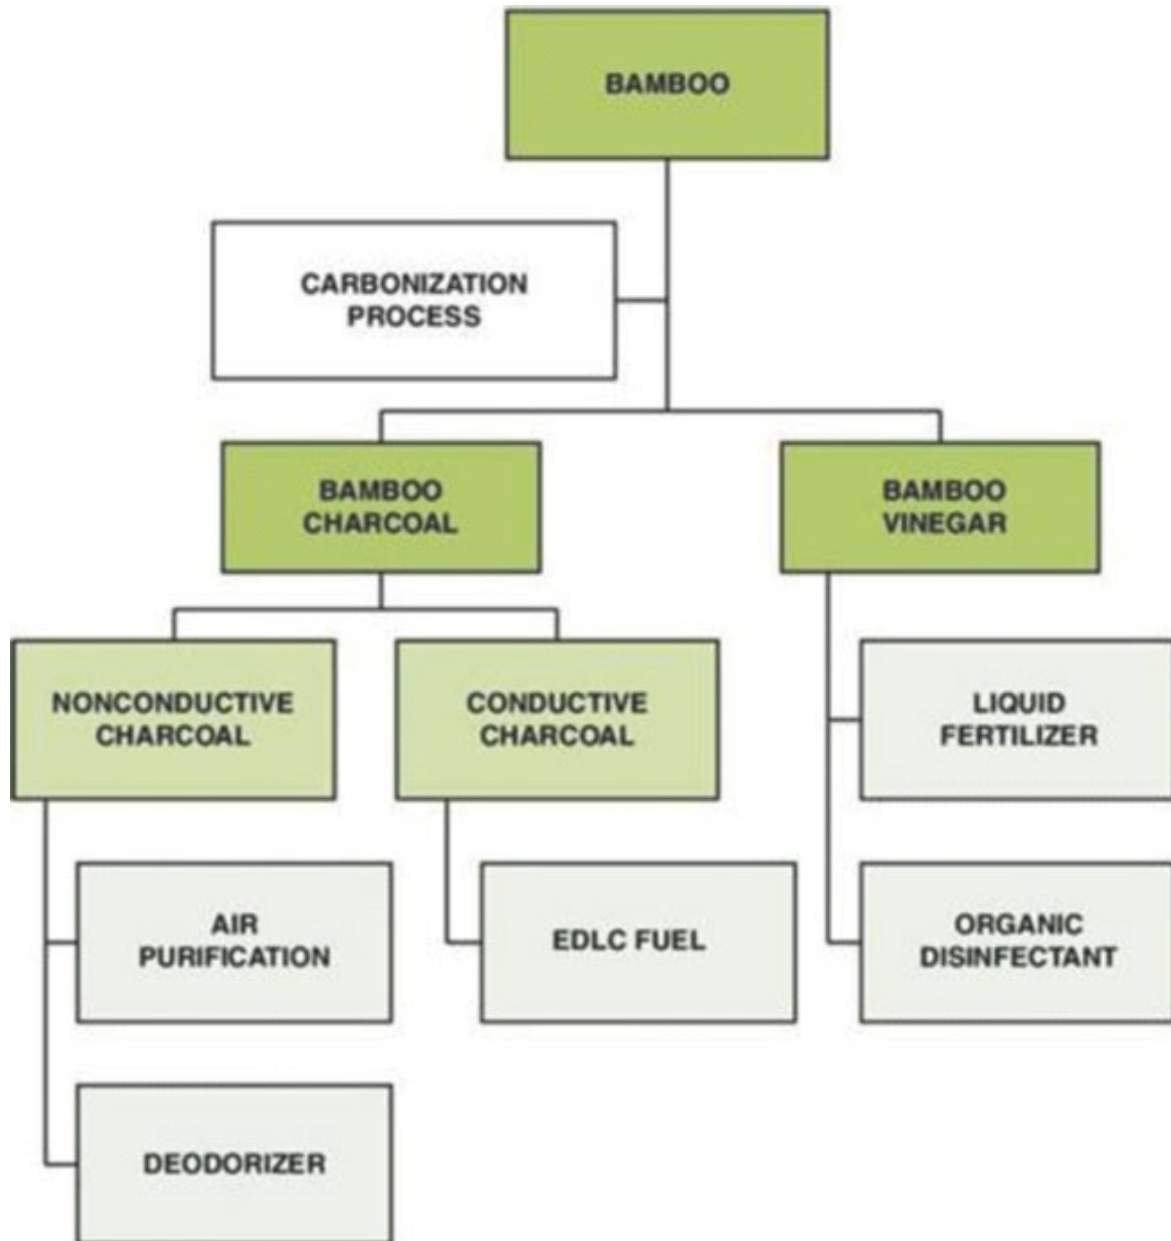 BAMBOO
CARBONIZATION
PROCESS
BAMBOO
CHARCOAL
BAMBOO
VINEGAR
NONCONDUCTIVE
CHARCOAL
CONDUCTIVE
CHARCOAL
LIQUID
FERTILIZER
AIR
PURIFICATION
EDLC FUEL
ORGANIC
DISINFECTANT
DEODORIZER